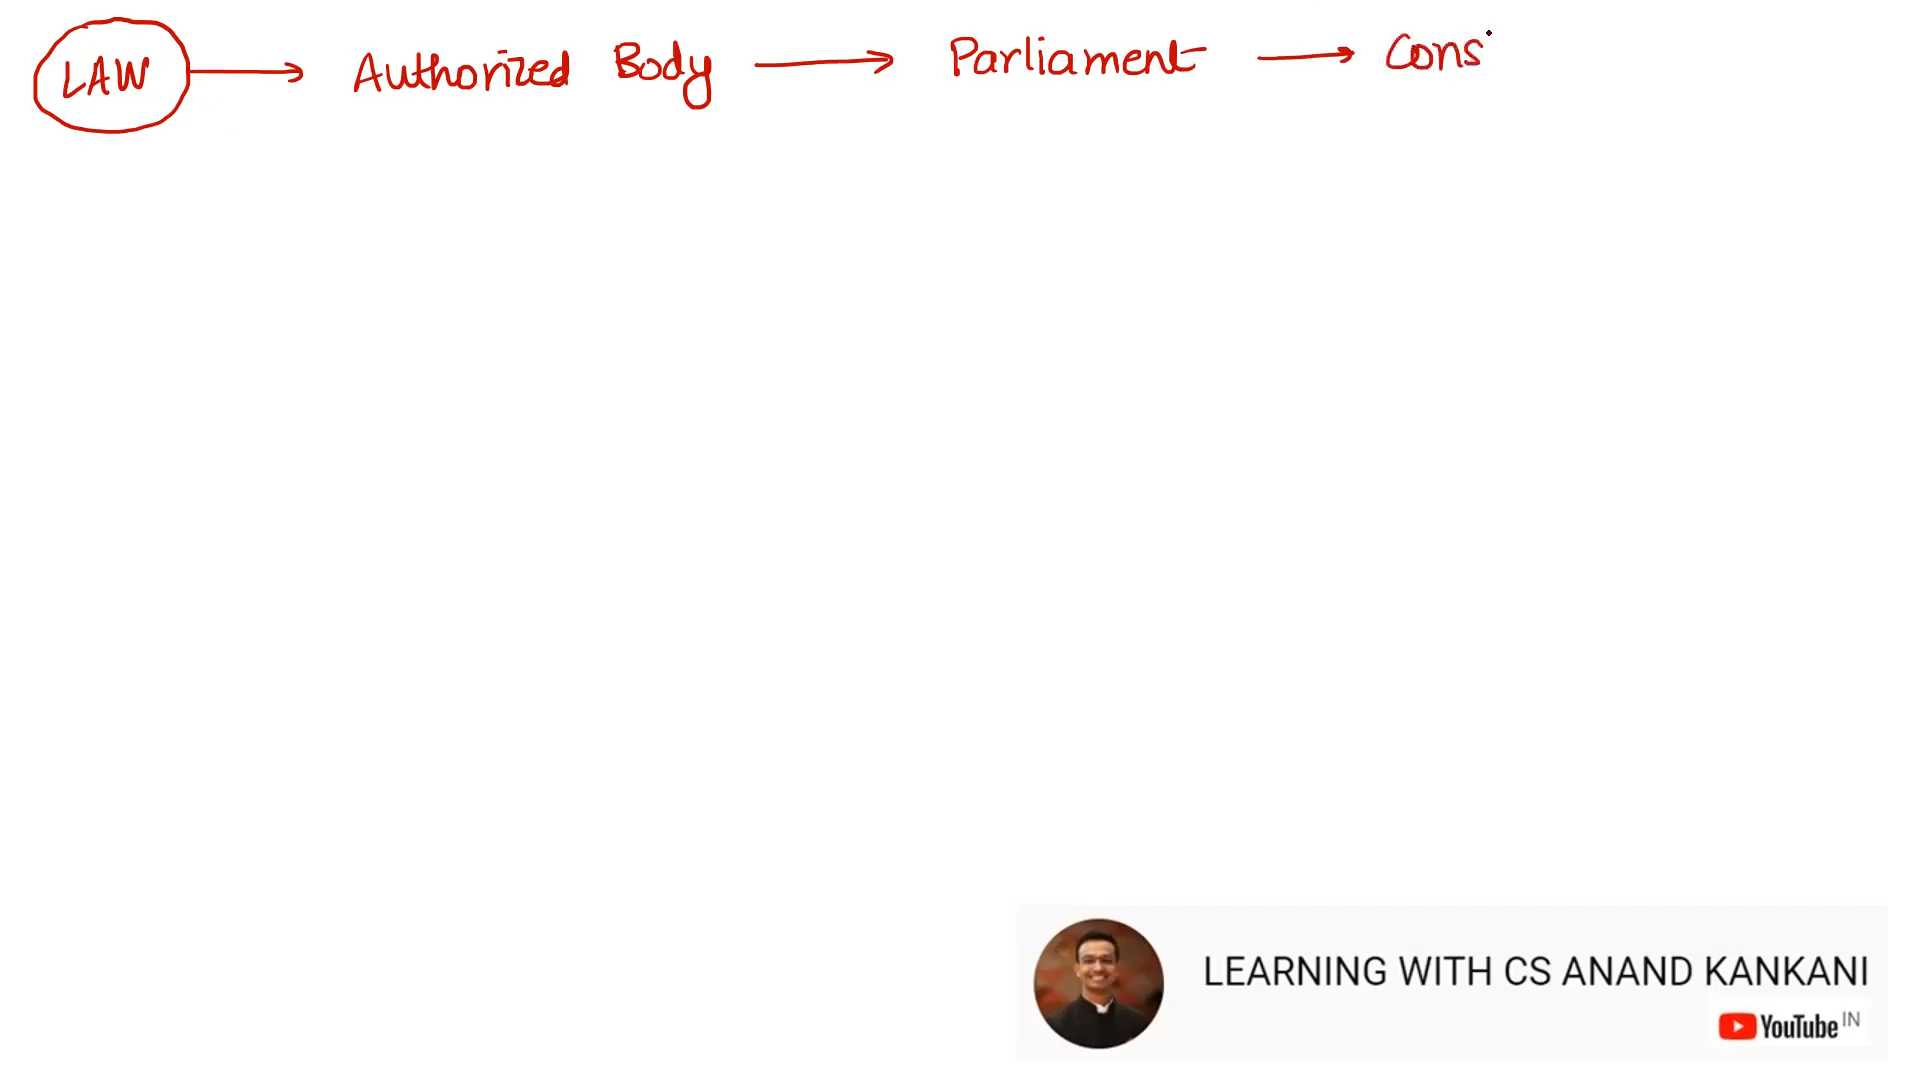 LAW → Authorized Body → Parliament → Cons
LEARNING WITH CS ANAND KANKANI
YouTube IN